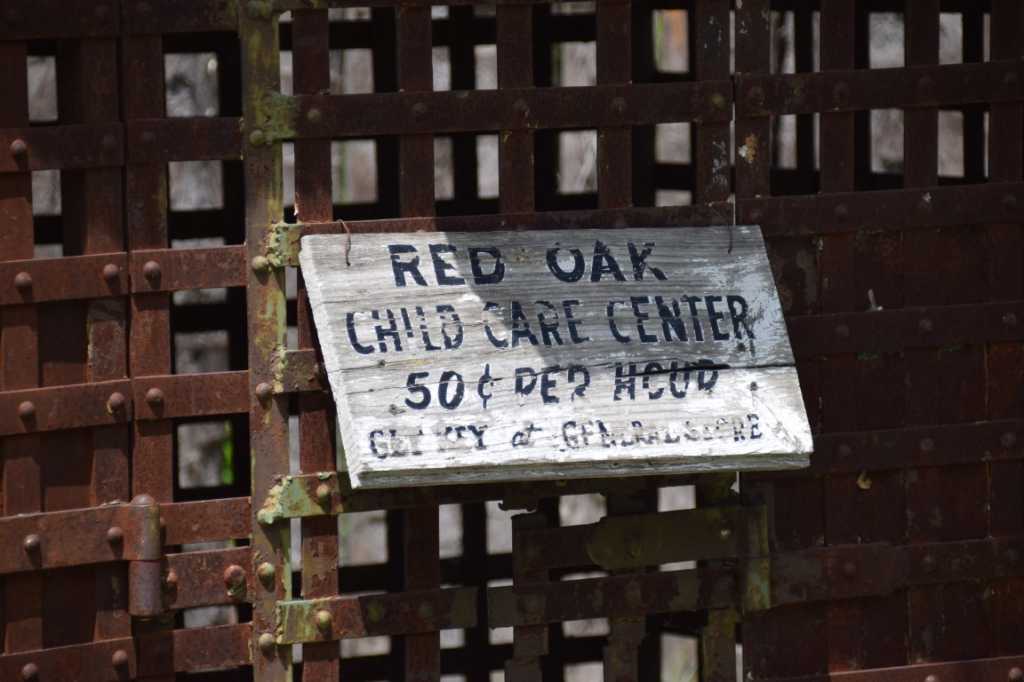 RED OAK
CHILD CARE CENTER
50¢ PER HOUR
GET KEY at GENERAL STORE